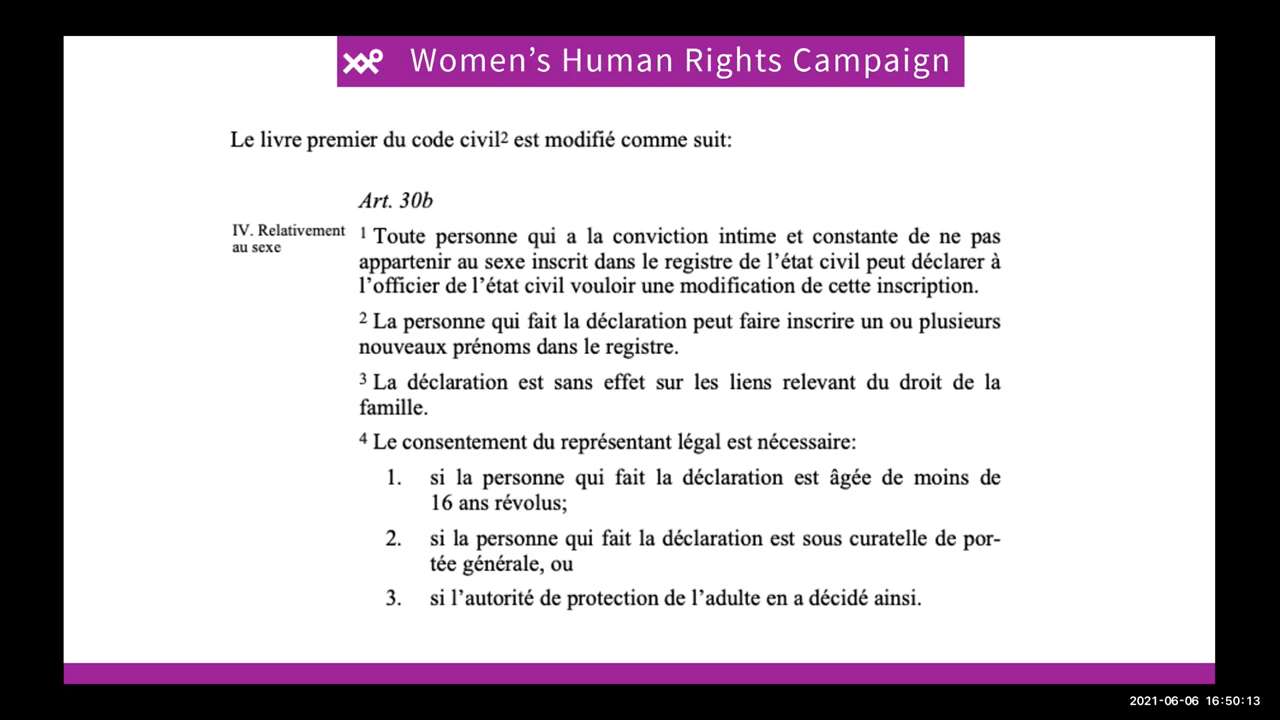 Women's Human Rights Campaign
Le livre premier du code civil² est modifié comme suit:
Art. 30b
IV. Relativement
au sexe
¹ Toute personne qui a la conviction intime et constante de ne pas
appartenir au sexe inscrit dans le registre de l'état civil peut déclarer à
l'officier de l'état civil vouloir une modification de cette inscription.
² La personne qui fait la déclaration peut faire inscrire un ou plusieurs
nouveaux prénoms dans le registre.
³ La déclaration est sans effet sur les liens relevant du droit de la
famille.
⁴ Le consentement du représentant légal est nécessaire:
1. si la personne qui fait la déclaration est âgée de moins de
16 ans révolus;
2. si la personne qui fait la déclaration est sous curatelle de por-
tée générale, ou
3. si l'autorité de protection de l'adulte en a décidé ainsi.
2021-06-06 16:50:13